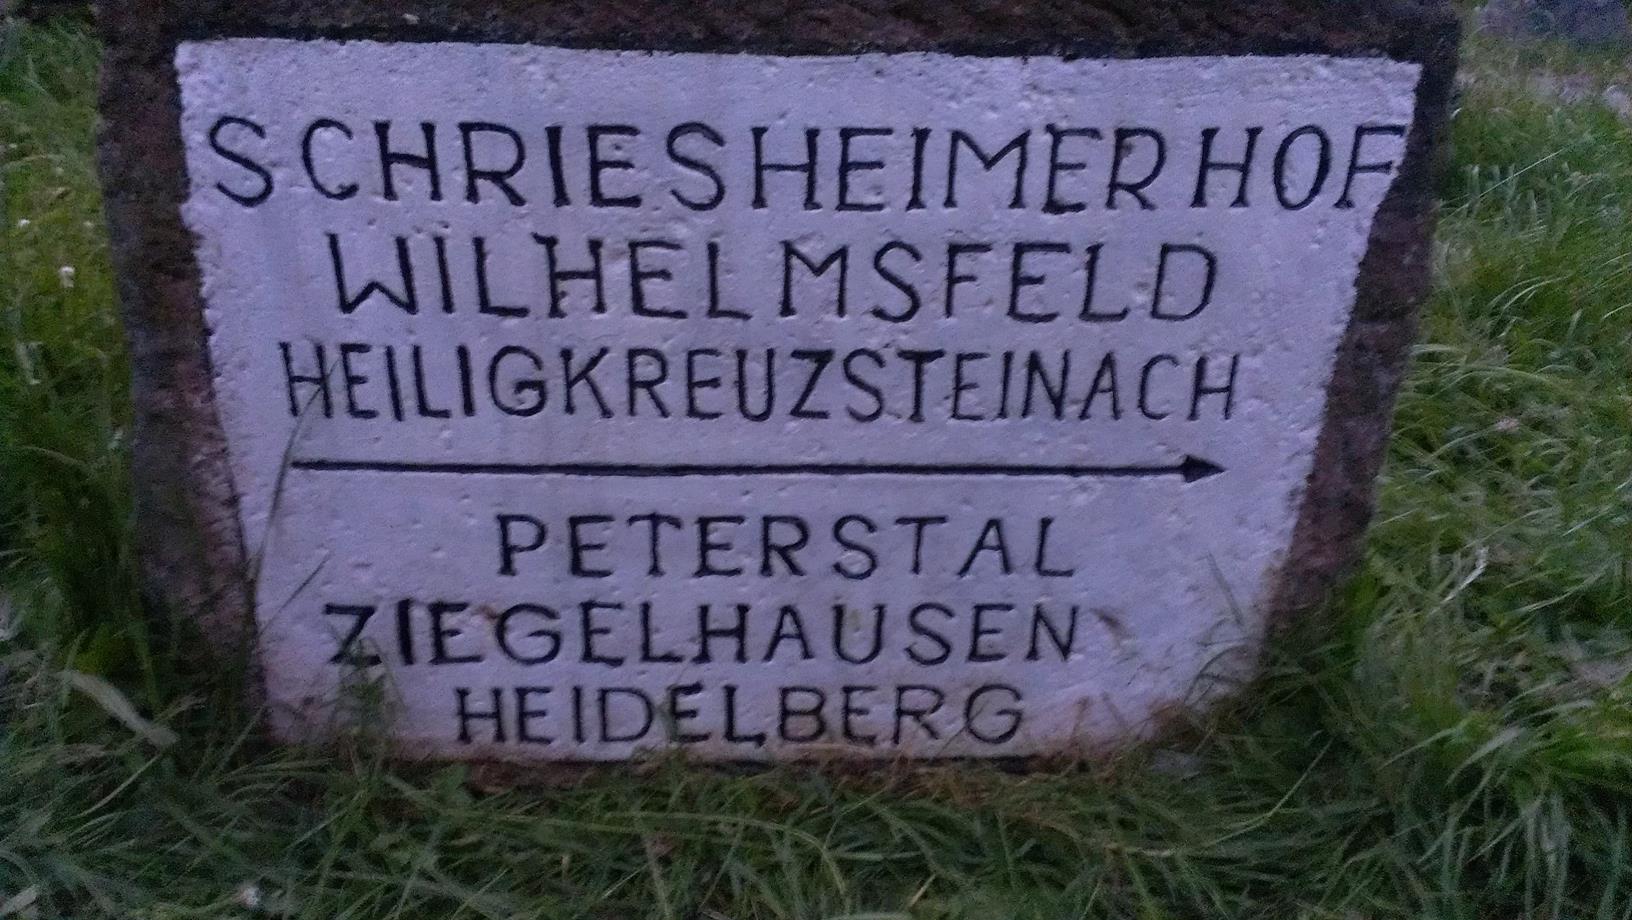 SCHRIESHEIMERHOF
WILHELMSFELD
HEILIGKREUZSTEINACH
PETERSTAL
ZIEGELHAUSEN
HEIDELBERG